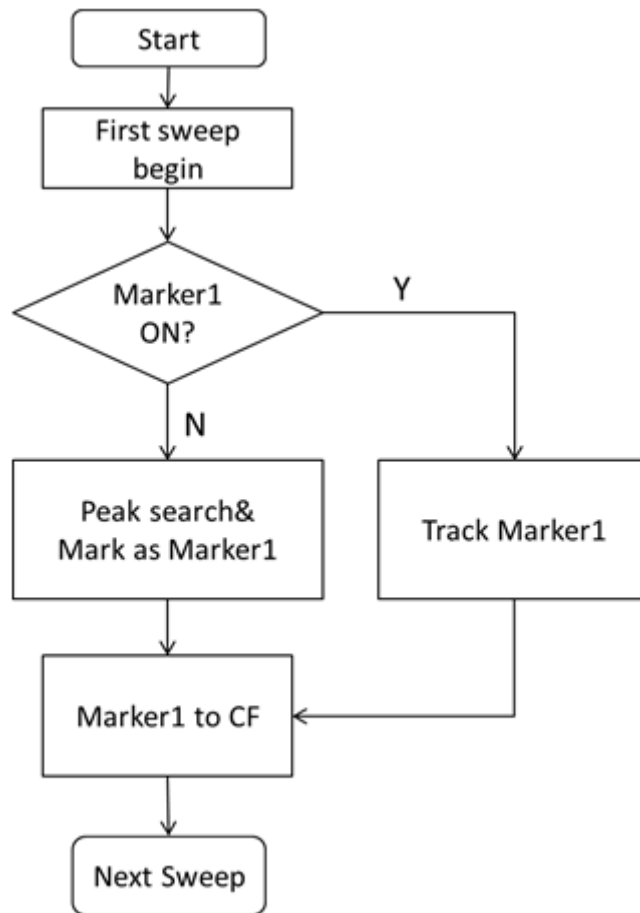 Start
First sweep
begin
Marker1
ON?
Y
N
Peak search&
Mark as Marker1
Track Marker1
Marker1 to CF
Next Sweep